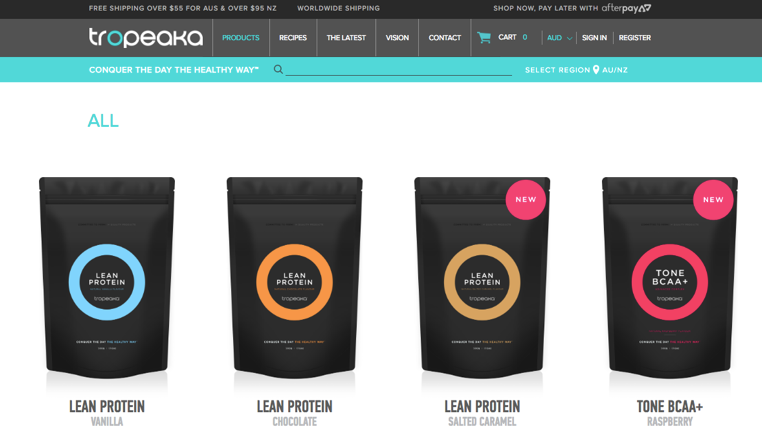 FREE SHIPPING OVER $55 FOR AUS & OVER $95 NZ WORLDWIDE SHIPPING SHOP NOW, PAY LATER WITH afterpay
tropeaka PRODUCTS RECIPES THE LATEST VISION CONTACT CART 0 AUD SIGN IN REGISTER
CONQUER THE DAY THE HEALTHY WAY™ SELECT REGION AU/NZ
ALL
NEW NEW
LEAN PROTEIN
tropeaka
CONQUER THE DAY THE HEALTHY WAY
LEAN PROTEIN
tropeaka
CONQUER THE DAY THE HEALTHY WAY
LEAN PROTEIN
tropeaka
CONQUER THE DAY THE HEALTHY WAY
TONE BCAA+
tropeaka
CONQUER THE DAY THE HEALTHY WAY
LEAN PROTEIN LEAN PROTEIN LEAN PROTEIN TONE BCAA+
VANILLA CHOCOLATE SALTED CARAMEL RASPBERRY